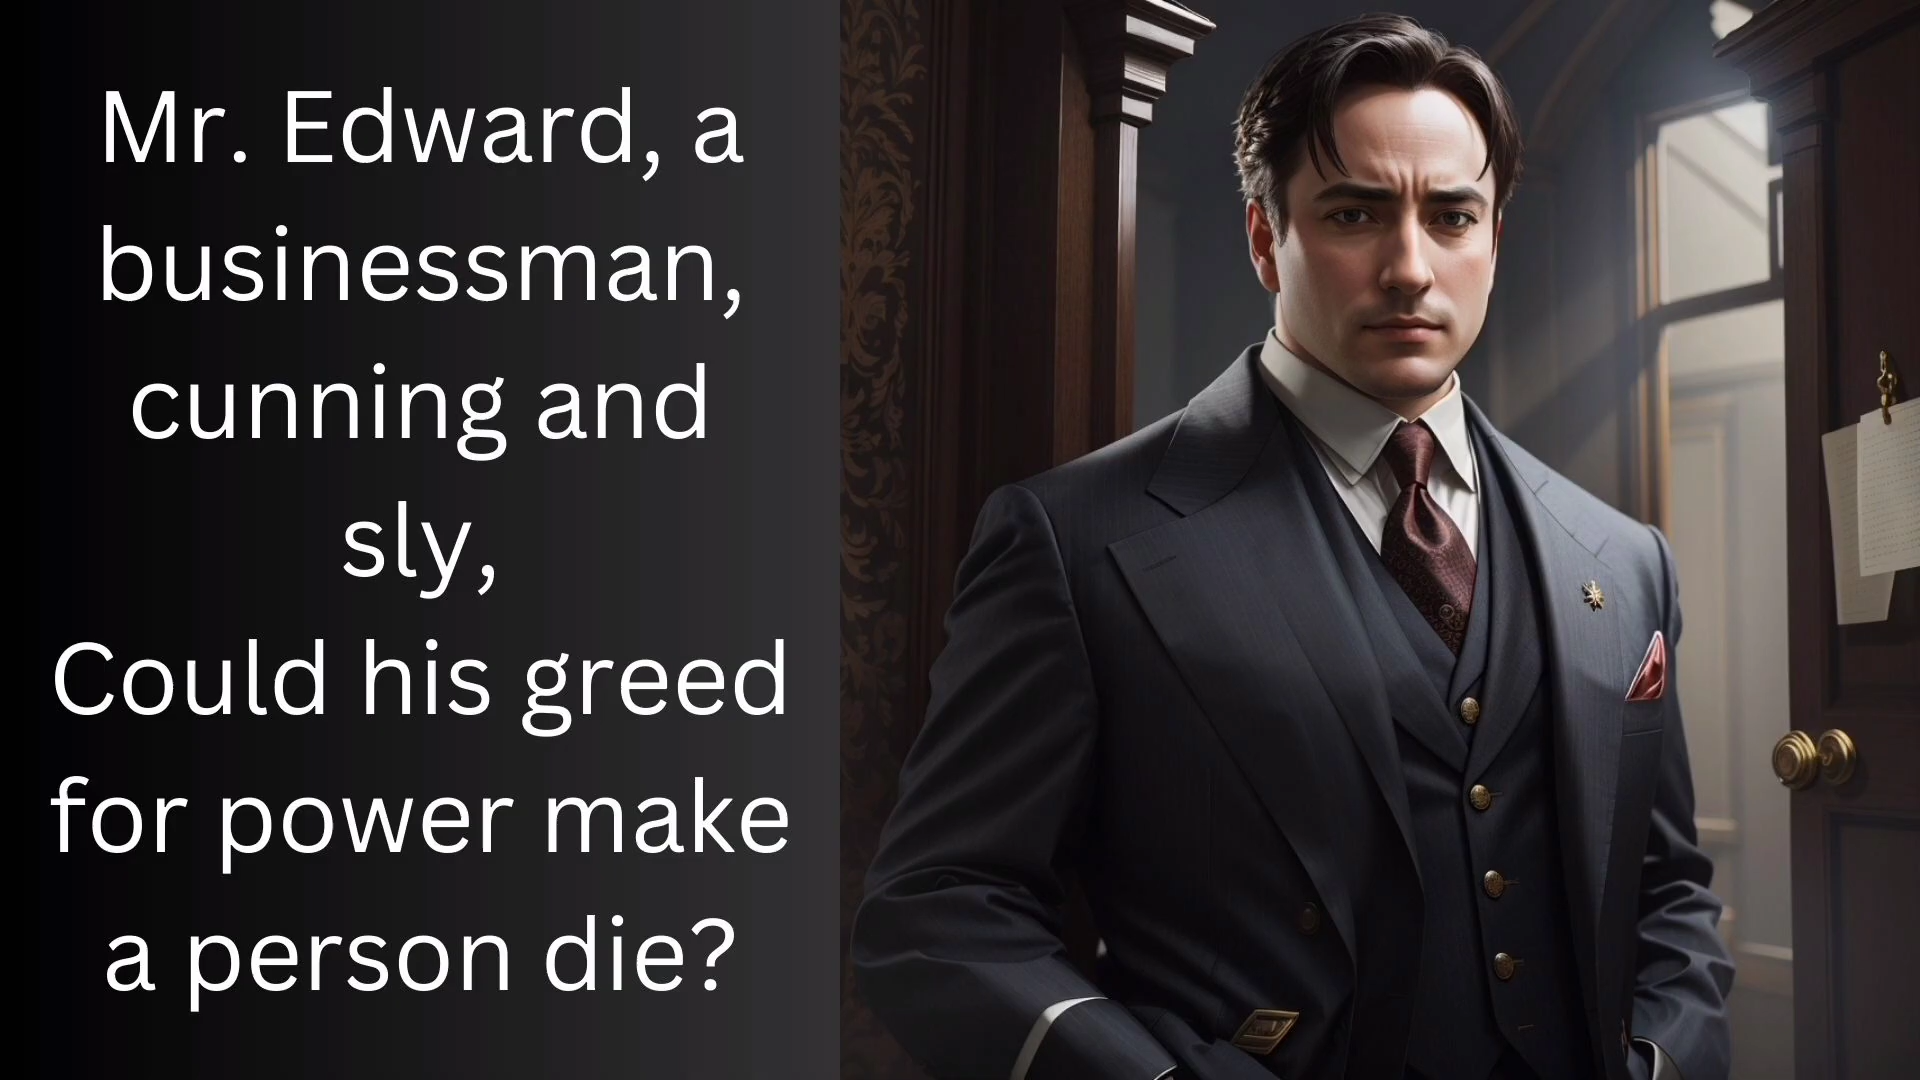 Mr. Edward, a
businessman,
cunning and
sly,
Could his greed
for power make
a person die?